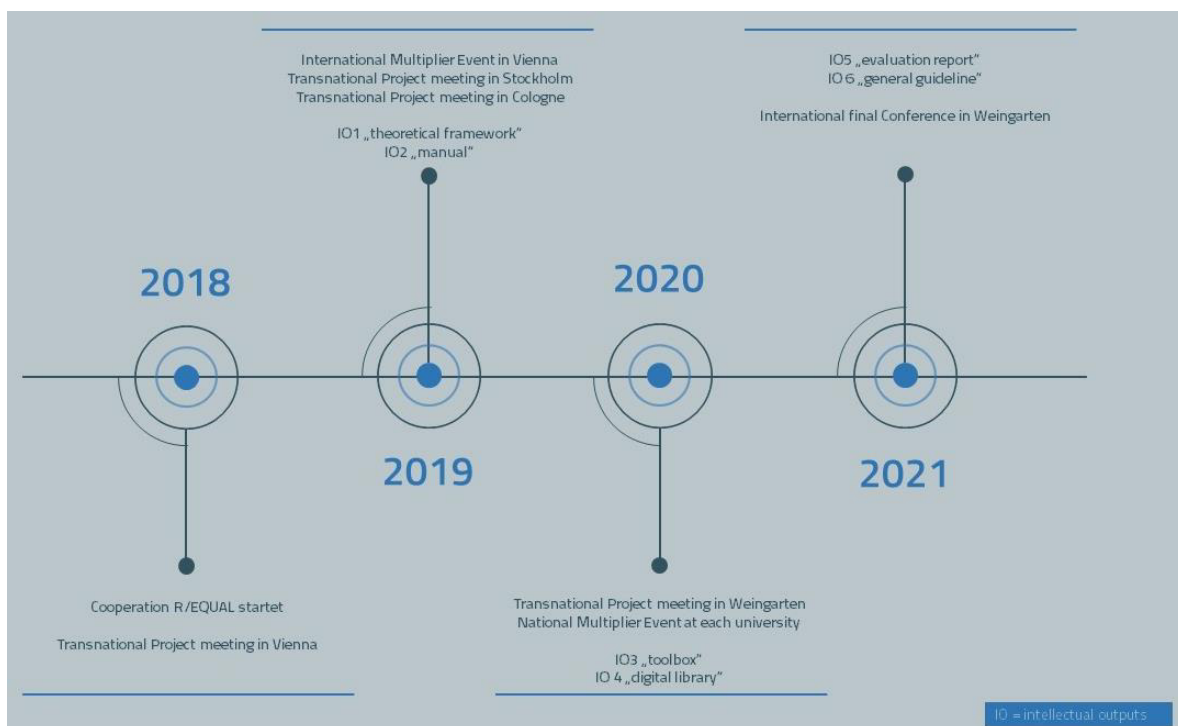 International Multiplier Event in Vienna
Transnational Project meeting in Stockholm
Transnational Project meeting in Cologne
IO1 „theoretical framework“
IO2 „manual“
IO5 „evaluation report“
IO 6 „general guideline“
International final Conference in Weingarten
2018
2020
2019
2021
Cooperation R/EQUAL startet
Transnational Project meeting in Vienna
Transnational Project meeting in Weingarten
National Multiplier Event at each university
IO3 „toolbox“
IO 4 „digital library“
IO = intellectual outputs